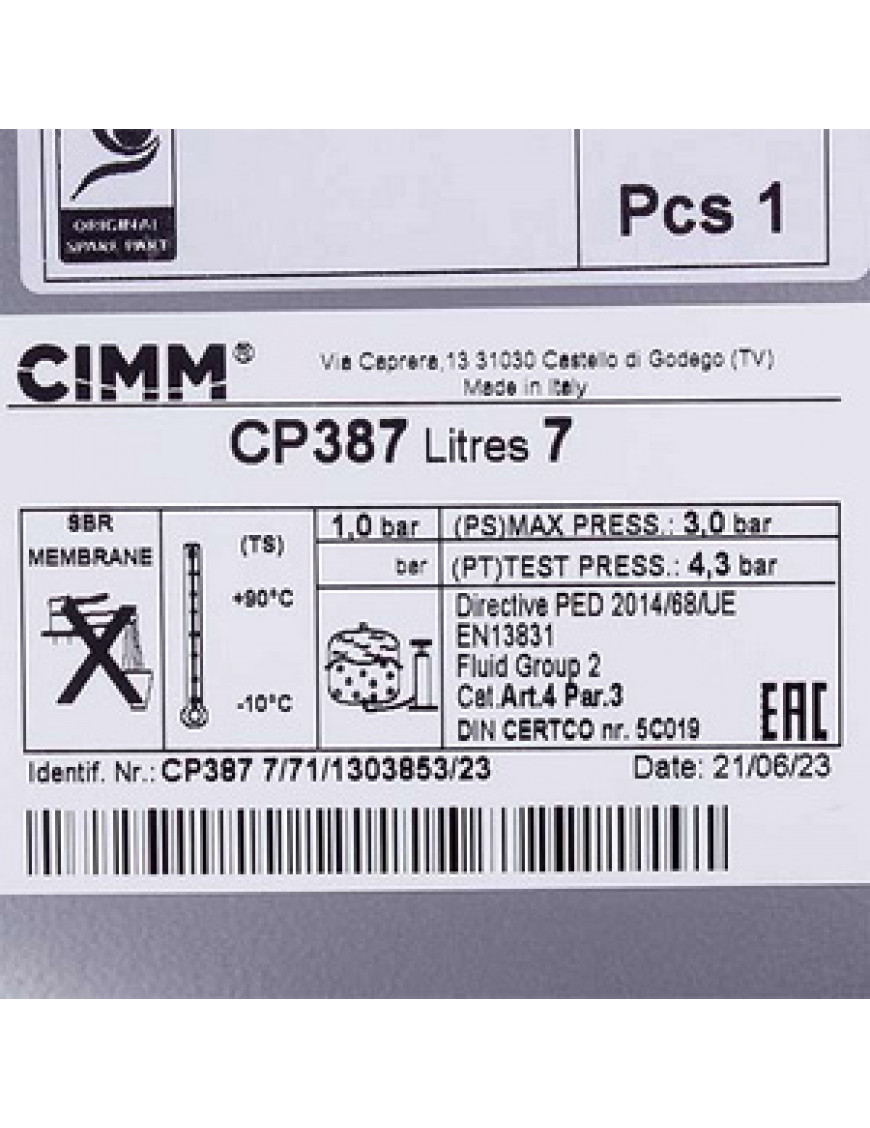 ORIGINAL
SPARE PART
Pcs 1
CIMM®
Via Caprera,13 31030 Castello di Godego (TV)
Made in Italy
CP387 Litres 7
SBR
MEMBRANE
(TS)
+90°C
-10°C
1,0 bar
bar
(PS)MAX PRESS.: 3,0 bar
(PT)TEST PRESS.: 4,3 bar
Directive PED 2014/68/UE
EN13831
Fluid Group 2
Cat.Art.4 Par.3
DIN CERTCO nr. 5C019
EAC
Identif. Nr.: CP387 7/71/1303853/23
Date: 21/06/23